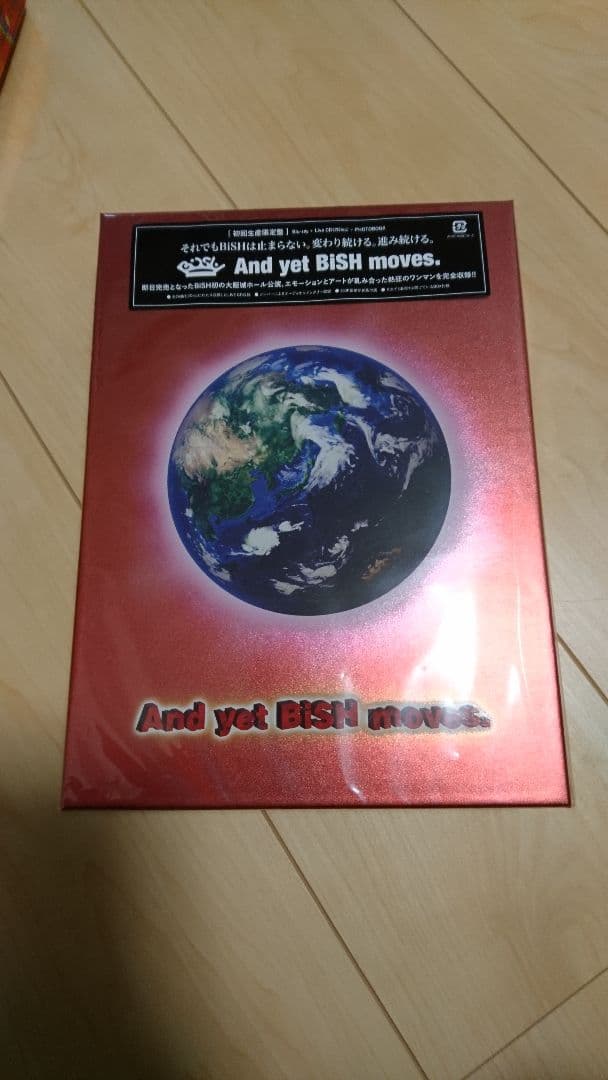 [初回生産限定盤] Blu-ray + Live CD(2Disc) + PHOTOBOOK
それでもBiSHは止まらない。変わり続ける。進み続ける。
BiSH And yet BiSH moves.
即日完売となったBiSH初の大阪城ホール公演。エモーションとアートが乱み合った熱狂のワンマンを完全収録!!
And yet BiSH moves.